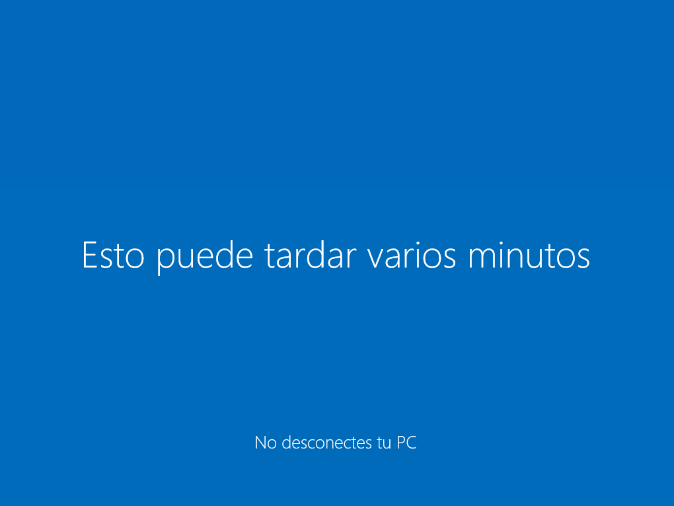 Esto puede tardar varios minutos
No desconectes tu PC